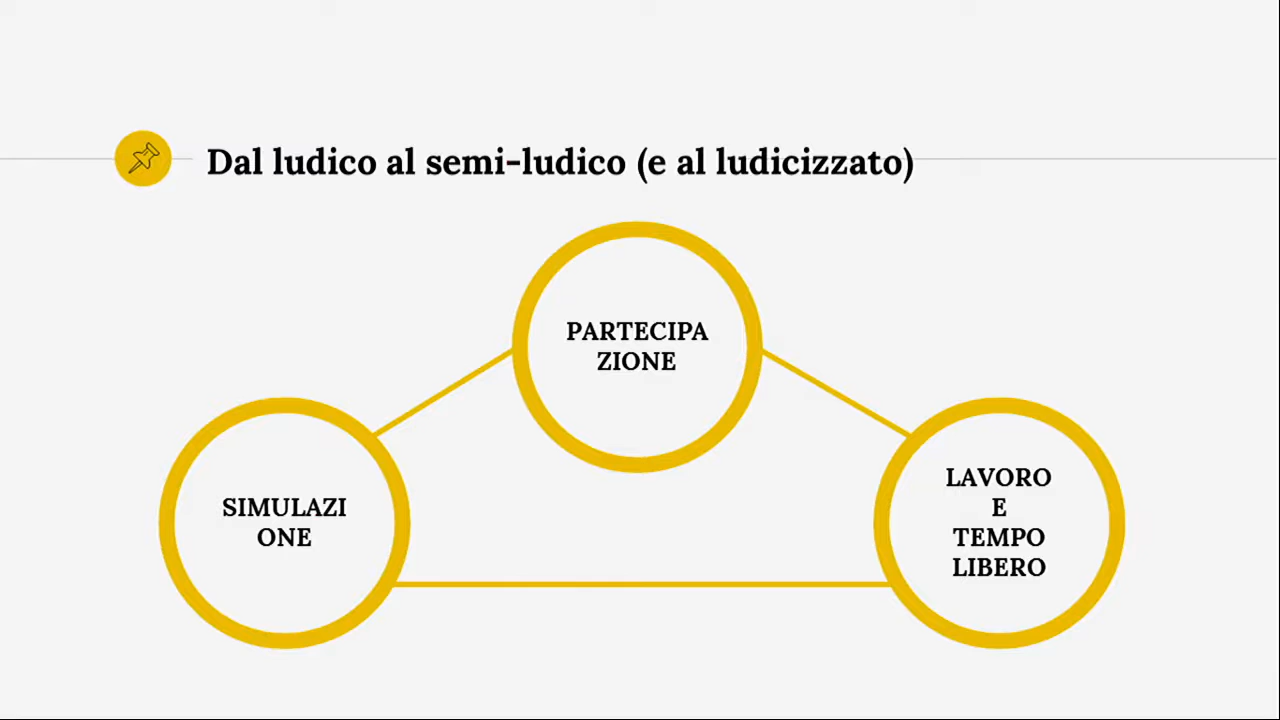 Dal ludico al semi-ludico (e al ludicizzato)
PARTECIPA
ZIONE
SIMULAZI
ONE
LAVORO
E
TEMPO
LIBERO